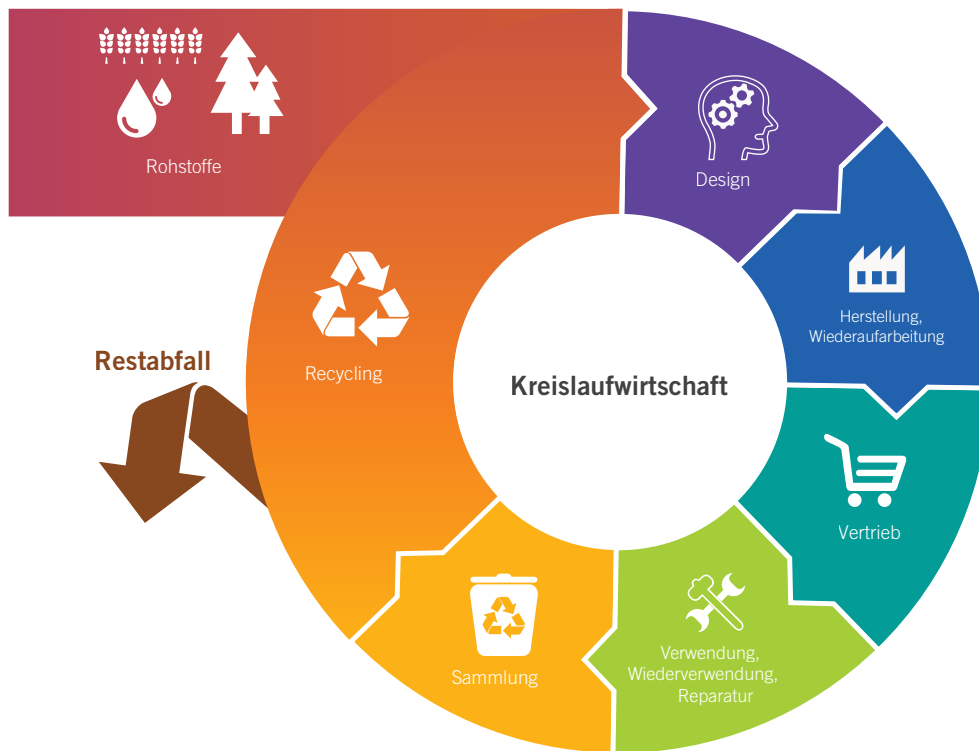 Rohstoffe
Design
Herstellung,
Wiederaufarbeitung
Restabfall
Recycling
Kreislaufwirtschaft
Vertrieb
Verwendung,
Wiederverwendung,
Reparatur
Sammlung